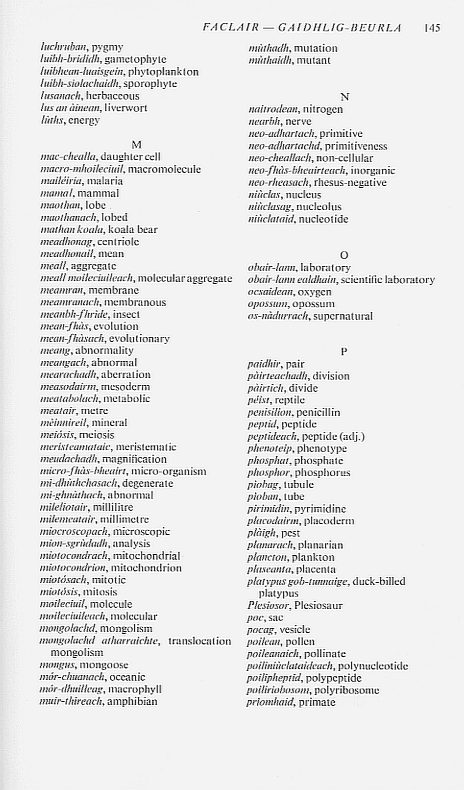 FACLAIR — GAIDHLIG-BEURLA 145
luchruban, pygmy
luibh-brididh, gametophyte
luibhean-luaisgein, phytoplankton
luibh-siolachaidh, sporophyte
lusanach, herbaceous
lus an àinean, liverwort
lùths, energy
M
mac-chealla, daughter cell
macro-mhoileciuil, macromolecule
mailéiria, malaria
mamal, mammal
maothan, lobe
maothanach, lobed
mathan koala, koala bear
meadhonag, centriole
meadhonail, mean
meall, aggregate
meall moileciuileach, molecular aggregate
meamran, membrane
meamranach, membranous
meanbh-fhride, insect
mean-fhàs, evolution
mean-fhàsach, evolutionary
meang, abnormality
meangach, abnormal
mearachadh, aberration
measodairm, mesoderm
meatabolach, metabolic
meatair, metre
mèinnireil, mineral
meiósis, meiosis
meristeamataic, meristematic
meudachadh, magnification
micro-fhàs-bheairt, micro-organism
mi-dhùthchasach, degenerate
mi-ghnàthach, abnormal
mileliotair, millilitre
milemeatair, millimetre
miocroscopach, microscopic
mion-sgrùdadh, analysis
miotocondrach, mitochondrial
miotocondrion, mitochondrion
miotósach, mitotic
miotósis, mitosis
moileciuil, molecule
moileciuileach, molecular
mongolachd, mongolism
mongolachd atharraichte, translocation
mongolism
mongus, mongoose
mór-chuanach, oceanic
mór-dhuilleag, macrophyll
muir-thìreach, amphibian
mùthadh, mutation
mùthaidh, mutant
N
naitrodean, nitrogen
nearbh, nerve
neo-adhartach, primitive
neo-adhartachd, primitiveness
neo-cheallach, non-cellular
neo-fhàs-bheairteach, inorganic
neo-rheasach, rhesus-negative
niùclas, nucleus
niùclasag, nucleolus
niùclataid, nucleotide
O
obair-lann, laboratory
obair-lann ealdhain, scientific laboratory
ocsaidean, oxygen
opossum, opossum
os-nàdurrach, supernatural
P
paidhir, pair
pàirteachadh, division
pàirtich, divide
péist, reptile
penisilion, penicillin
peptid, peptide
peptideach, peptide (adj.)
phenoteip, phenotype
phosphat, phosphate
phosphor, phosphorus
piobag, tubule
pioban, tube
pirimidin, pyrimidine
placodairm, placoderm
plàigh, pest
planarach, planarian
plancton, plankton
plaseanta, placenta
platypus gob-tunnaige, duck-billed
platypus
Plesiosor, Plesiosaur
poc, sac
pocag, vesicle
poilean, pollen
poileanaich, pollinate
poiliniùclataideach, polynucleotide
poilipheptid, polypeptide
poiliriobosom, polyribosome
prìomhaid, primate